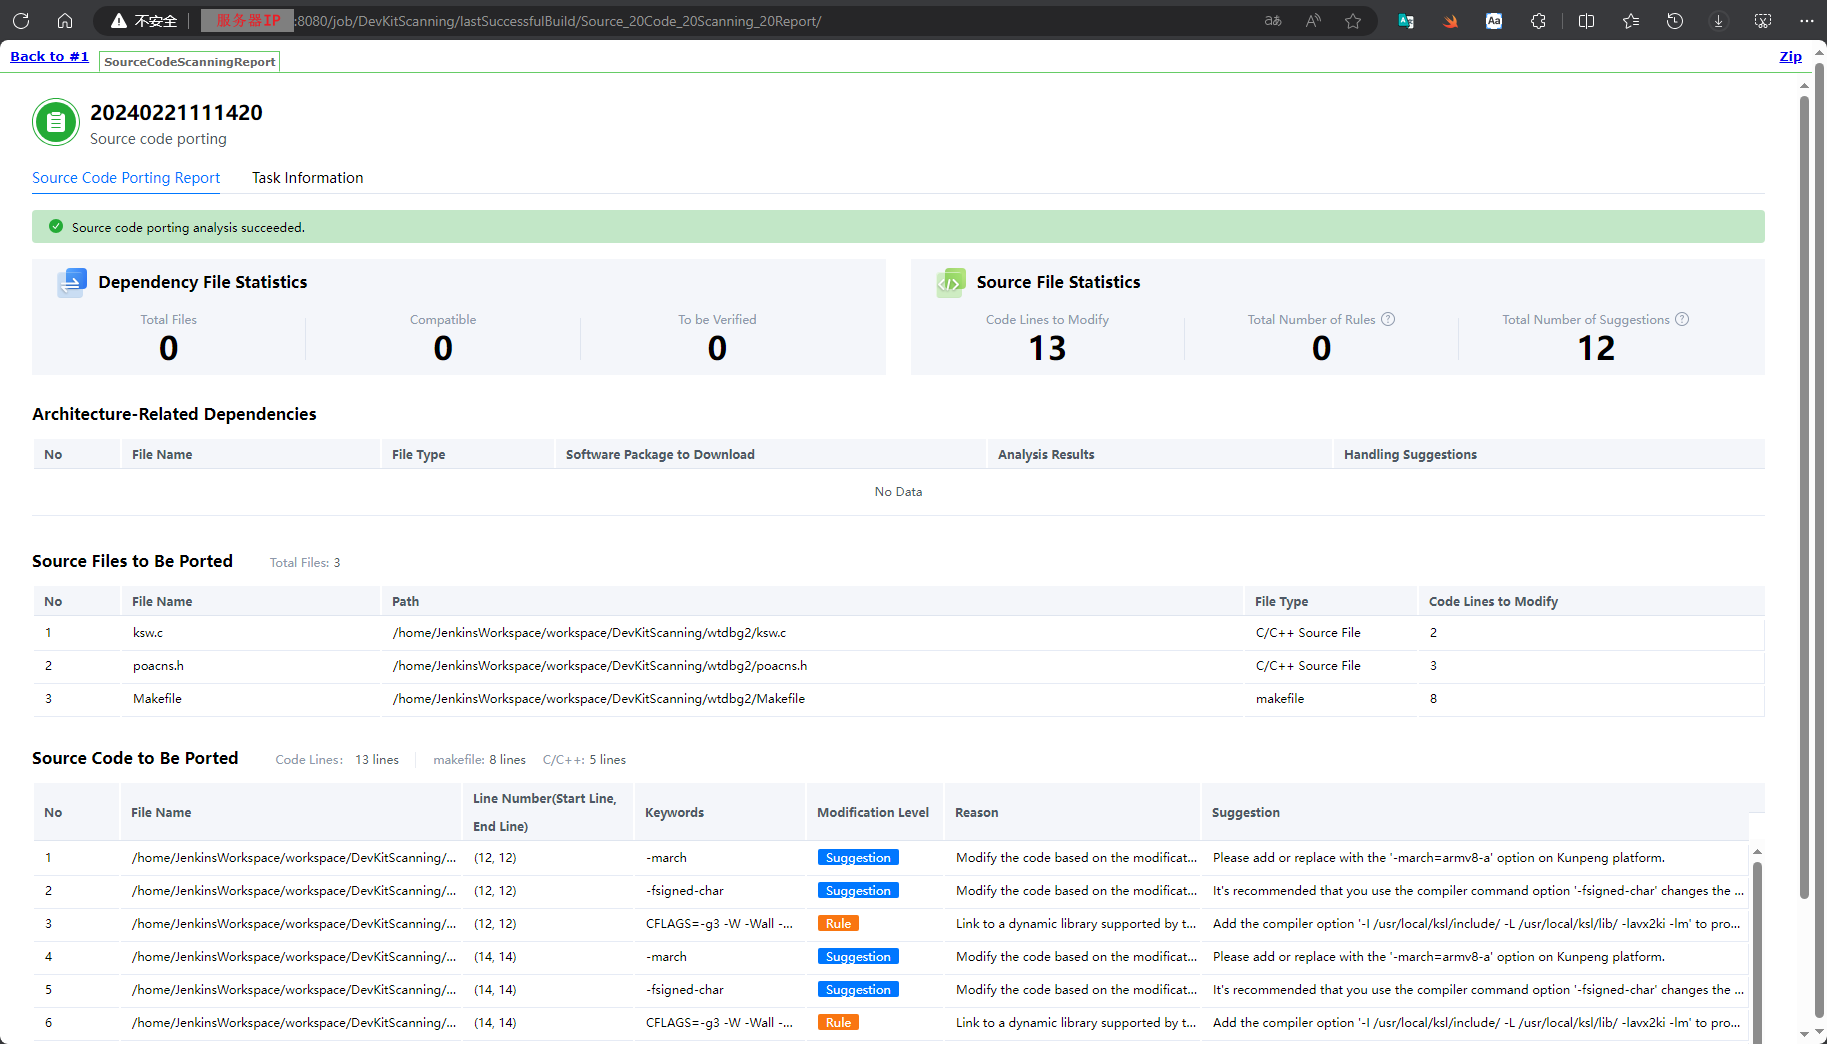 不安全
服务器IP :8080/job/DevKitScanning/lastSuccessfulBuild/Source_20Code_20Scanning_20Report/
Back to #1 SourceCodeScanningReport Zip
20240221111420
Source code porting
Source Code Porting Report Task Information
Source code porting analysis succeeded.
Dependency File Statistics
Total Files Compatible To be Verified
0 0 0
Source File Statistics
Code Lines to Modify Total Number of Rules Total Number of Suggestions
13 0 12
Architecture-Related Dependencies
No File Name File Type Software Package to Download Analysis Results Handling Suggestions
No Data
Source Files to Be Ported Total Files: 3
No File Name Path File Type Code Lines to Modify
1 ksw.c /home/JenkinsWorkspace/workspace/DevKitScanning/wtdbg2/ksw.c C/C++ Source File 2
2 poacns.h /home/JenkinsWorkspace/workspace/DevKitScanning/wtdbg2/poacns.h C/C++ Source File 3
3 Makefile /home/JenkinsWorkspace/workspace/DevKitScanning/wtdbg2/Makefile makefile 8
Source Code to Be Ported Code Lines: 13 lines makefile: 8 lines C/C++: 5 lines
No File Name Line Number(Start Line, End Line) Keywords Modification Level Reason Suggestion
1 /home/JenkinsWorkspace/workspace/DevKitScanning/... (12, 12) -march Suggestion Modify the code based on the modificat... Please add or replace with the '-march=armv8-a' option on Kunpeng platform.
2 /home/JenkinsWorkspace/workspace/DevKitScanning/... (12, 12) -fsigned-char Suggestion Modify the code based on the modificat... It's recommended that you use the compiler command option '-fsigned-char' changes the ...
3 /home/JenkinsWorkspace/workspace/DevKitScanning/... (12, 12) CFLAGS=-g3 -W -Wall -... Rule Link to a dynamic library supported by t... Add the compiler option '-I /usr/local/ksl/include/ -L /usr/local/ksl/lib/ -lavx2ki -lm' to pro...
4 /home/JenkinsWorkspace/workspace/DevKitScanning/... (14, 14) -march Suggestion Modify the code based on the modificat... Please add or replace with the '-march=armv8-a' option on Kunpeng platform.
5 /home/JenkinsWorkspace/workspace/DevKitScanning/... (14, 14) -fsigned-char Suggestion Modify the code based on the modificat... It's recommended that you use the compiler command option '-fsigned-char' changes the ...
6 /home/JenkinsWorkspace/workspace/DevKitScanning/... (14, 14) CFLAGS=-g3 -W -Wall -... Rule Link to a dynamic library supported by t... Add the compiler option '-I /usr/local/ksl/include/ -L /usr/local/ksl/lib/ -lavx2ki -lm' to pro...